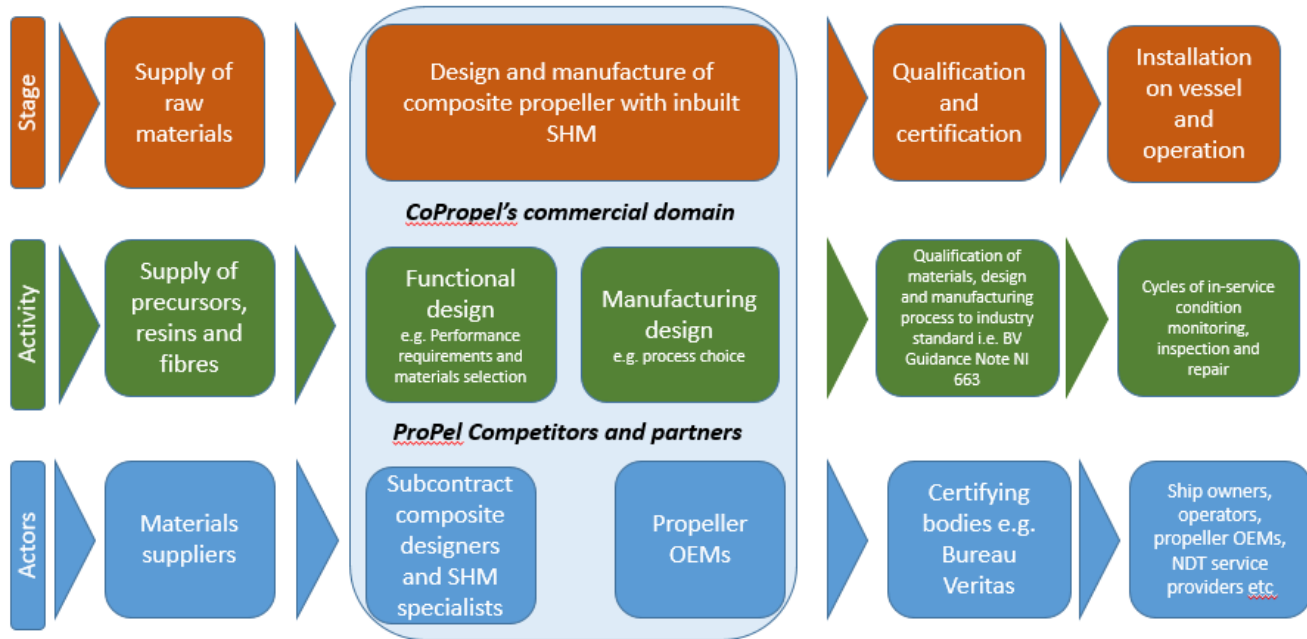 Stage
Supply of
raw
materials
Design and manufacture of
composite propeller with inbuilt
SHM
Qualification
and
certification
Installation
on vessel
and
operation
CoPropel's commercial domain
Activity
Supply of
precursors,
resins and
fibres
Functional
design
e.g. Performance
requirements and
materials selection
Manufacturing
design
e.g. process choice
Qualification of
materials, design
and manufacturing
process to industry
standard i.e. BV
Guidance Note NI
663
Cycles of in-service
condition
monitoring,
inspection and
repair
ProPel Competitors and partners
Actors
Materials
suppliers
Subcontract
composite
designers
and SHM
specialists
Propeller
OEMs
Certifying
bodies e.g.
Bureau
Veritas
Ship owners,
operators,
propeller OEMs,
NDT service
providers etc